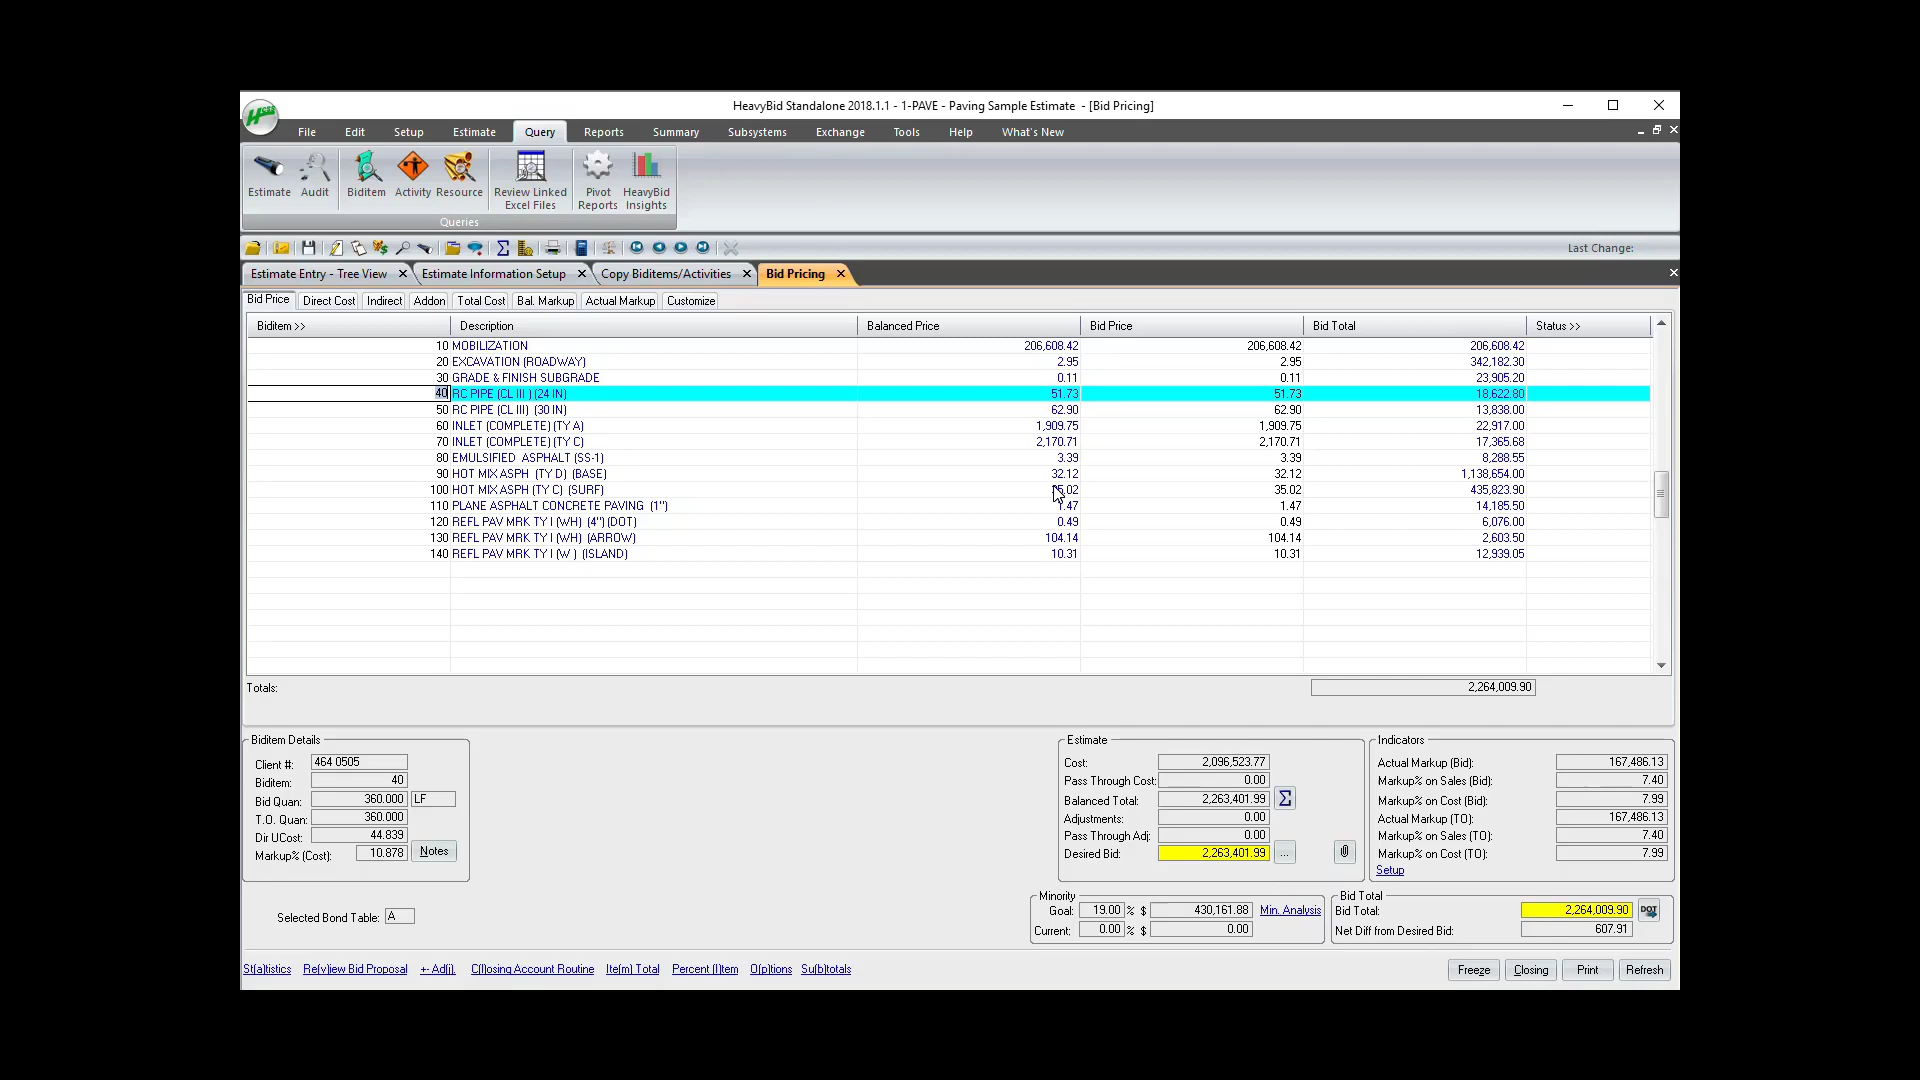 HeavyBid Standalone 2018.1.1 - 1-PAVE - Paving Sample Estimate - [Bid Pricing]
HCSS
File Edit Setup Estimate Query Reports Summary Subsystems Exchange Tools Help What's New
Estimate Audit Biditem Activity Resource Review Linked Excel Files Pivot Reports HeavyBid Insights
Queries
Last Change:
Estimate Entry - Tree View Estimate Information Setup Copy Biditems/Activities Bid Pricing
Bid Price Direct Cost Indirect Addon Total Cost Bal. Markup Actual Markup Customize
Biditem >> Description Balanced Price Bid Price Bid Total Status >>
10 MOBILIZATION 206,608.42 206,608.42 206,608.42
20 EXCAVATION (ROADWAY) 2.95 2.95 342,182.30
30 GRADE & FINISH SUBGRADE 0.11 0.11 23,905.20
40 RC PIPE (CL III ) (24 IN) 51.73 51.73 18,622.80
50 RC PIPE (CL III) (30 IN) 62.90 62.90 13,838.00
60 INLET (COMPLETE) (TY A) 1,909.75 1,909.75 22,917.00
70 INLET (COMPLETE) (TY C) 2,170.71 2,170.71 17,365.68
80 EMULSIFIED ASPHALT (SS-1) 3.39 3.39 8,288.55
90 HOT MIX ASPH (TY D) (BASE) 32.12 32.12 1,138,654.00
100 HOT MIX ASPH (TY C) (SURF) 35.02 35.02 435,823.90
110 PLANE ASPHALT CONCRETE PAVING (1") 1.47 1.47 14,185.50
120 REFL PAV MRK TY I (WH) (4") (DOT) 0.49 0.49 6,076.00
130 REFL PAV MRK TY I (WH) (ARROW) 104.14 104.14 2,603.50
140 REFL PAV MRK TY I (W ) (ISLAND) 10.31 10.31 12,939.05
Totals: 2,264,009.90
Biditem Details
Client #: 464 0505
Biditem: 40
Bid Quan: 360.000 LF
T.O. Quan: 360.000
Dir UCost: 44.839
Markup% (Cost): 10.878 Notes
Selected Bond Table: A
Estimate
Cost: 2,096,523.77
Pass Through Cost: 0.00
Balanced Total: 2,263,401.99 Σ
Adjustments: 0.00
Pass Through Adj: 0.00
Desired Bid: 2,263,401.99 ...
Indicators
Actual Markup (Bid): 167,486.13
Markup% on Sales (Bid): 7.40
Markup% on Cost (Bid): 7.99
Actual Markup (TO): 167,486.13
Markup% on Sales (TO): 7.40
Markup% on Cost (TO): 7.99
Setup
Minority
Goal: 19.00 % $ 430,161.88 Min. Analysis
Current: 0.00 % $ 0.00
Bid Total
Bid Total: 2,264,009.90 DOT
Net Diff from Desired Bid: 607.91
St(a)tistics Re(v)iew Bid Proposal +- Ad(j). C(l)osing Account Routine Ite(m) Total Percent (I)tem O(p)tions Su(b)totals
Freeze Closing Print Refresh